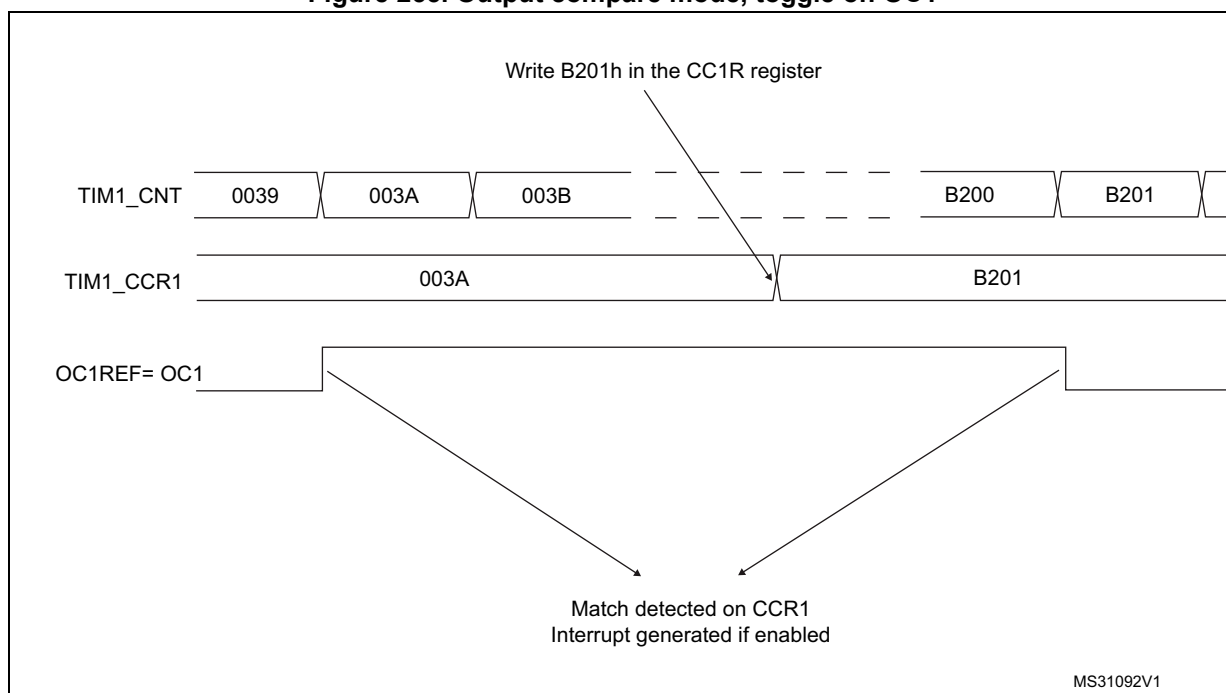 Write B201h in the CC1R register
TIM1_CNT 0039 003A 003B B200 B201
TIM1_CCR1 003A B201
OC1REF= OC1
Match detected on CCR1
Interrupt generated if enabled
MS31092V1